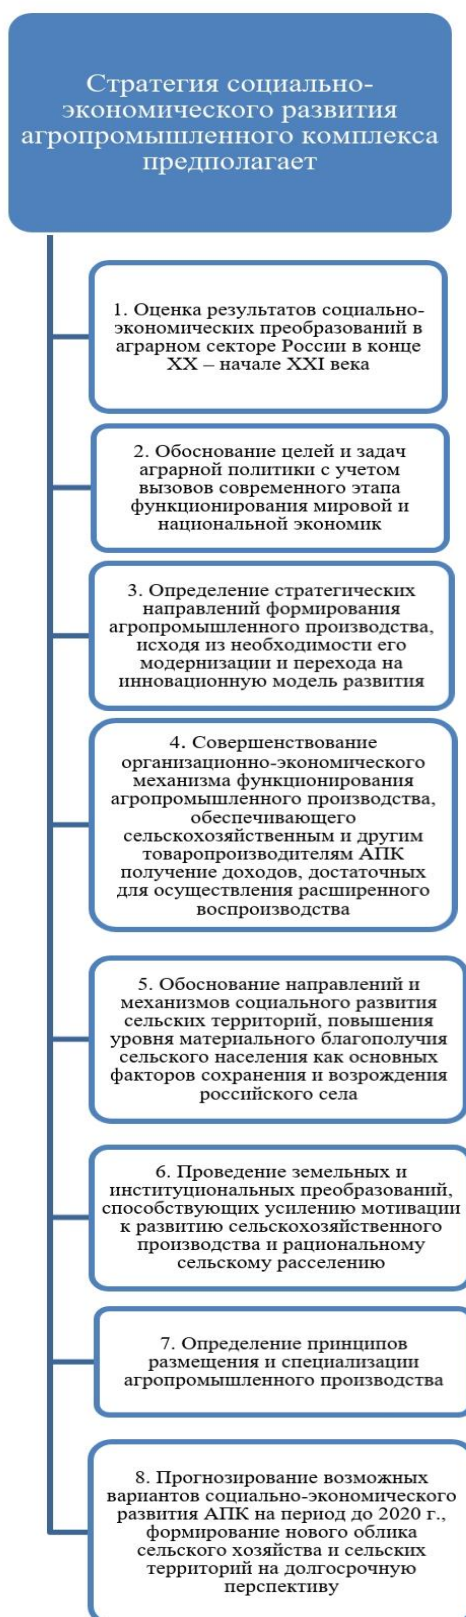 Стратегия социально-
экономического развития
агропромышленного комплекса
предполагает
1. Оценка результатов социально-
экономических преобразований в
аграрном секторе России в конце
XX – начале XXI века
2. Обоснование целей и задач
аграрной политики с учетом
вызовов современного этапа
функционирования мировой и
национальной экономик
3. Определение стратегических
направлений формирования
агропромышленного производства,
исходя из необходимости его
модернизации и перехода на
инновационную модель развития
4. Совершенствование
организационно-экономического
механизма функционирования
агропромышленного производства,
обеспечивающего
сельскохозяйственным и другим
товаропроизводителям АПК
получение доходов, достаточных
для осуществления расширенного
воспроизводства
5. Обоснование направлений и
механизмов социального развития
сельских территорий, повышения
уровня материального благополучия
сельского населения как основных
факторов сохранения и возрождения
российского села
6. Проведение земельных и
институциональных преобразований,
способствующих усилению мотивации
к развитию сельскохозяйственного
производства и рациональному
сельскому расселению
7. Определение принципов
размещения и специализации
агропромышленного производства
8. Прогнозирование возможных
вариантов социально-экономического
развития АПК на период до 2020 г.,
формирование нового облика
сельского хозяйства и сельских
территорий на долгосрочную
перспективу